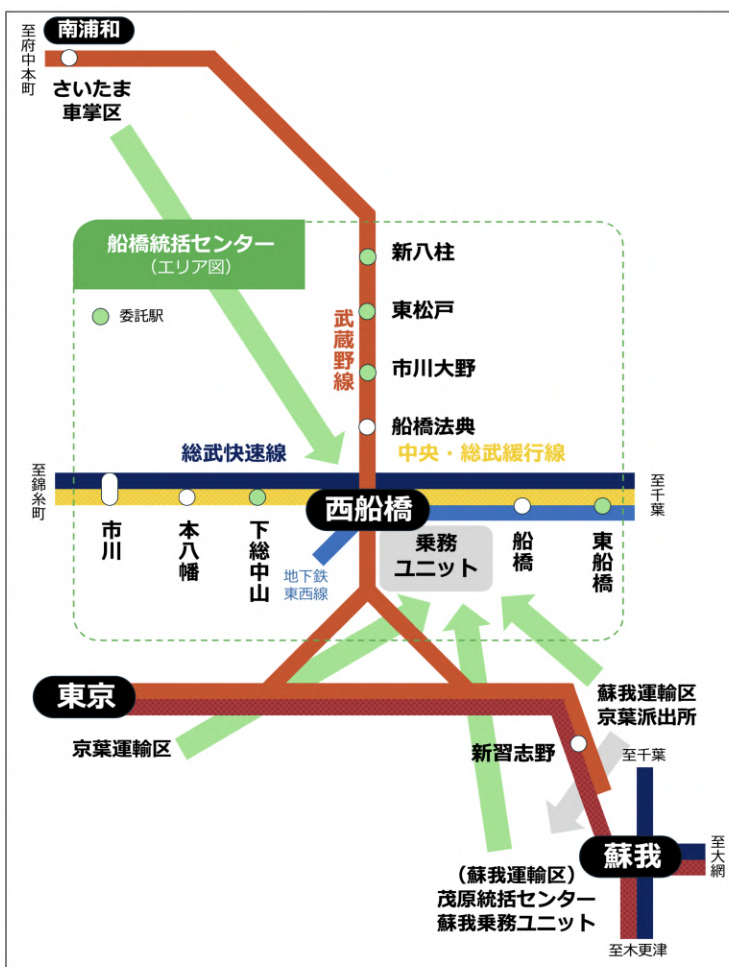 南浦和
至府中本町
さいたま
車掌区
船橋統括センター
(エリア図)
委託駅
新八柱
東松戸
武蔵野線
市川大野
船橋法典
総武快速線
中央・総武緩行線
至錦糸町
至千葉
西船橋
市川
本八幡
下総中山
地下鉄
東西線
乗務
ユニット
船橋
東船橋
東京
京葉運輸区
蘇我運輸区
京葉派出所
新習志野
至千葉
蘇我
至大網
(蘇我運輸区)
茂原統括センター
蘇我乗務ユニット
至木更津